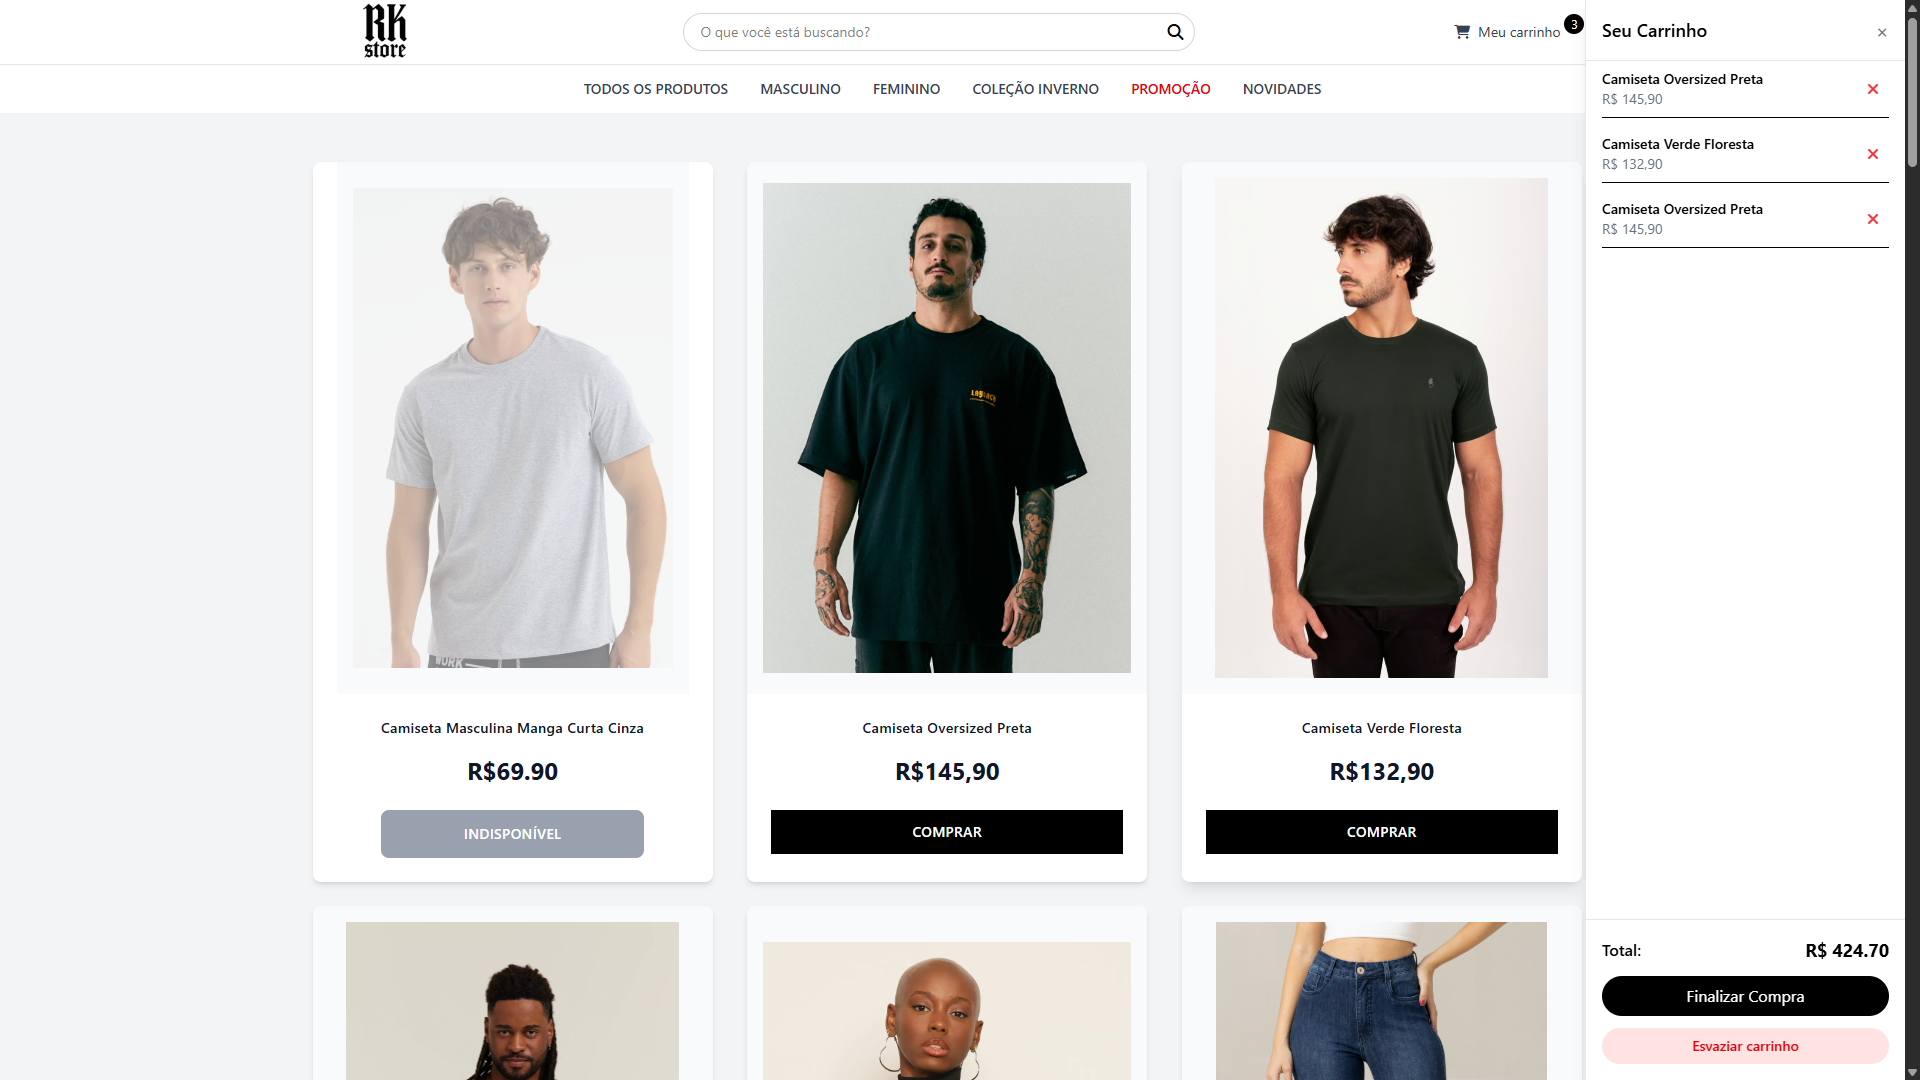 RK
store
O que você está buscando?
Meu carrinho
3
TODOS OS PRODUTOS
MASCULINO
FEMININO
COLEÇÃO INVERNO
PROMOÇÃO
NOVIDADES
Seu Carrinho
×
Camiseta Oversized Preta
R$ 145,90
Camiseta Verde Floresta
R$ 132,90
Camiseta Oversized Preta
R$ 145,90
WORK
Camiseta Masculina Manga Curta Cinza
R$69.90
INDISPONÍVEL
Camiseta Oversized Preta
R$145,90
COMPRAR
Camiseta Verde Floresta
R$132,90
COMPRAR
Total:
R$ 424.70
Finalizar Compra
Esvaziar carrinho